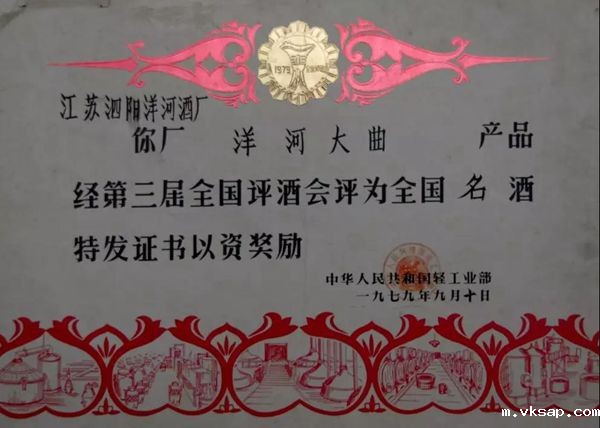 1979
江苏泗阳洋河酒厂
你厂 洋河大曲 产品
经第三届全国评酒会评为全国名酒
特发证书以资奖励
中华人民共和国轻工业部
一九七九年九月十日
m.vksap.com